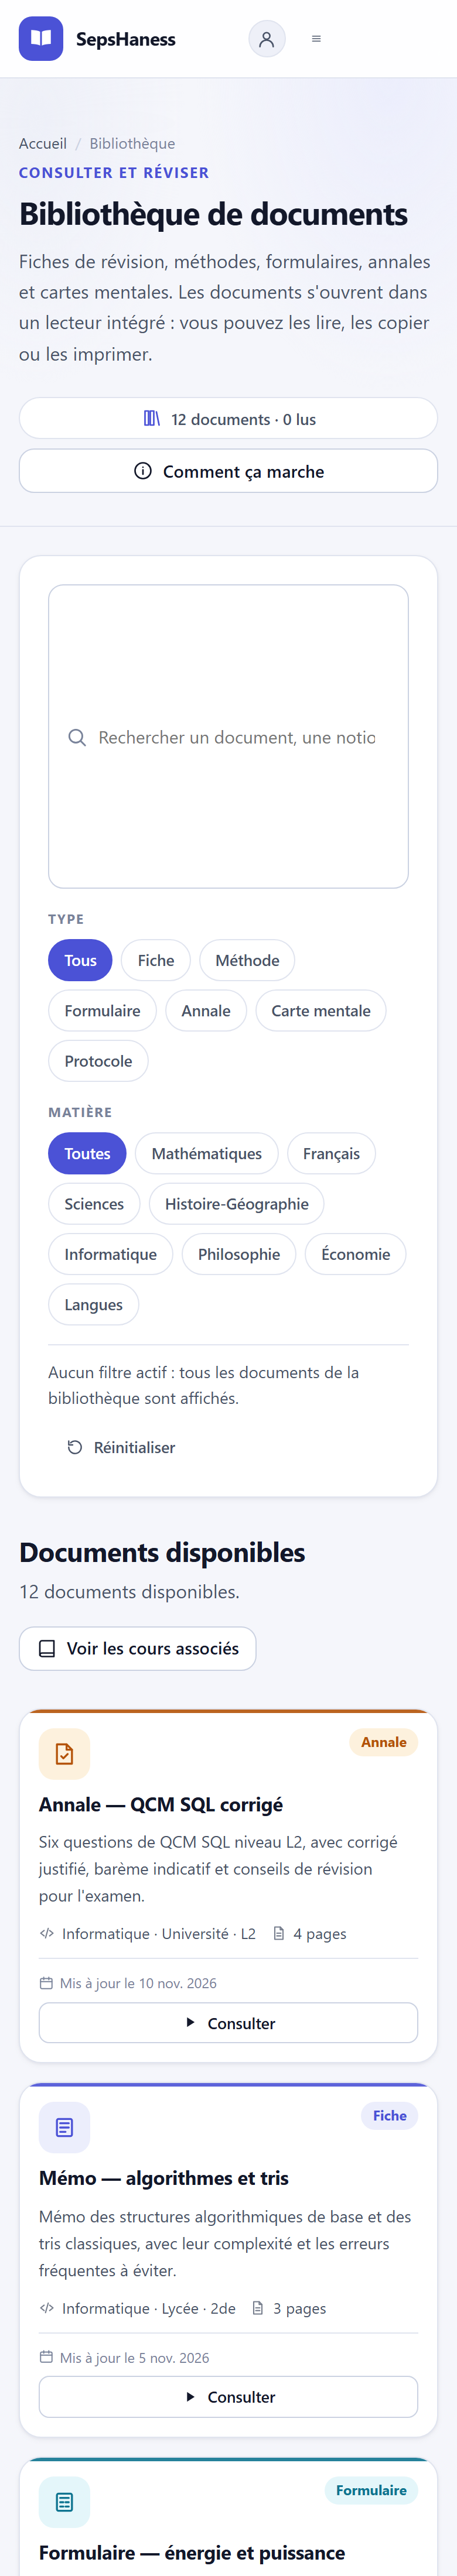 SepsHaness
Accueil / Bibliothèque
CONSULTER ET RÉVISER
Bibliothèque de documents
Fiches de révision, méthodes, formulaires, annales
et cartes mentales. Les documents s'ouvrent dans
un lecteur intégré : vous pouvez les lire, les copier
ou les imprimer.
12 documents · 0 lus
Comment ça marche
Rechercher un document, une notio
TYPE
Tous Fiche Méthode
Formulaire Annale Carte mentale
Protocole
MATIÈRE
Toutes Mathématiques Français
Sciences Histoire-Géographie
Informatique Philosophie Économie
Langues
Aucun filtre actif : tous les documents de la
bibliothèque sont affichés.
Réinitialiser
Documents disponibles
12 documents disponibles.
Voir les cours associés
Annale
Annale — QCM SQL corrigé
Six questions de QCM SQL niveau L2, avec corrigé
justifié, barème indicatif et conseils de révision
pour l'examen.
Informatique · Université · L2 4 pages
Mis à jour le 10 nov. 2026
Consulter
Fiche
Mémo — algorithmes et tris
Mémo des structures algorithmiques de base et des
tris classiques, avec leur complexité et les erreurs
fréquentes à éviter.
Informatique · Lycée · 2de 3 pages
Mis à jour le 5 nov. 2026
Consulter
Formulaire
Formulaire — énergie et puissance